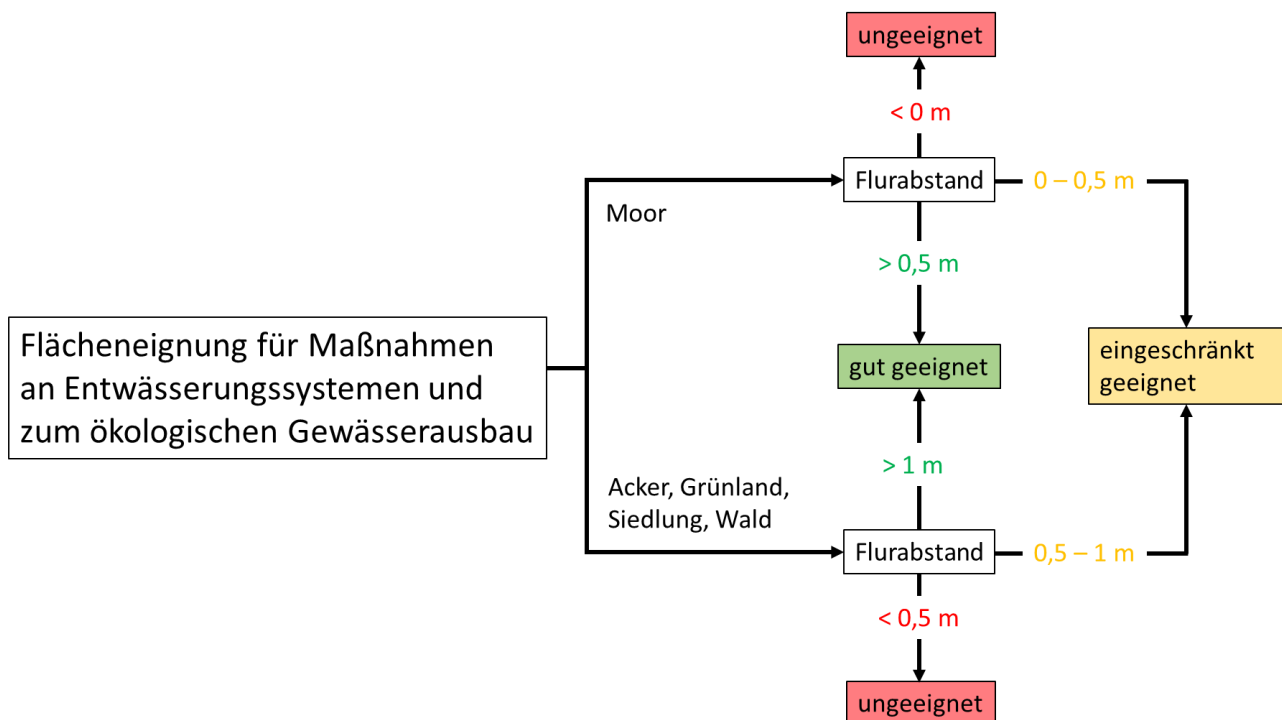 ungeeignet
< 0 m
Flurabstand
0 – 0,5 m
Moor
> 0,5 m
Flächeneignung für Maßnahmen
an Entwässerungssystemen und
zum ökologischen Gewässerausbau
gut geeignet
eingeschränkt
geeignet
> 1 m
Acker, Grünland,
Siedlung, Wald
Flurabstand
0,5 – 1 m
< 0,5 m
ungeeignet